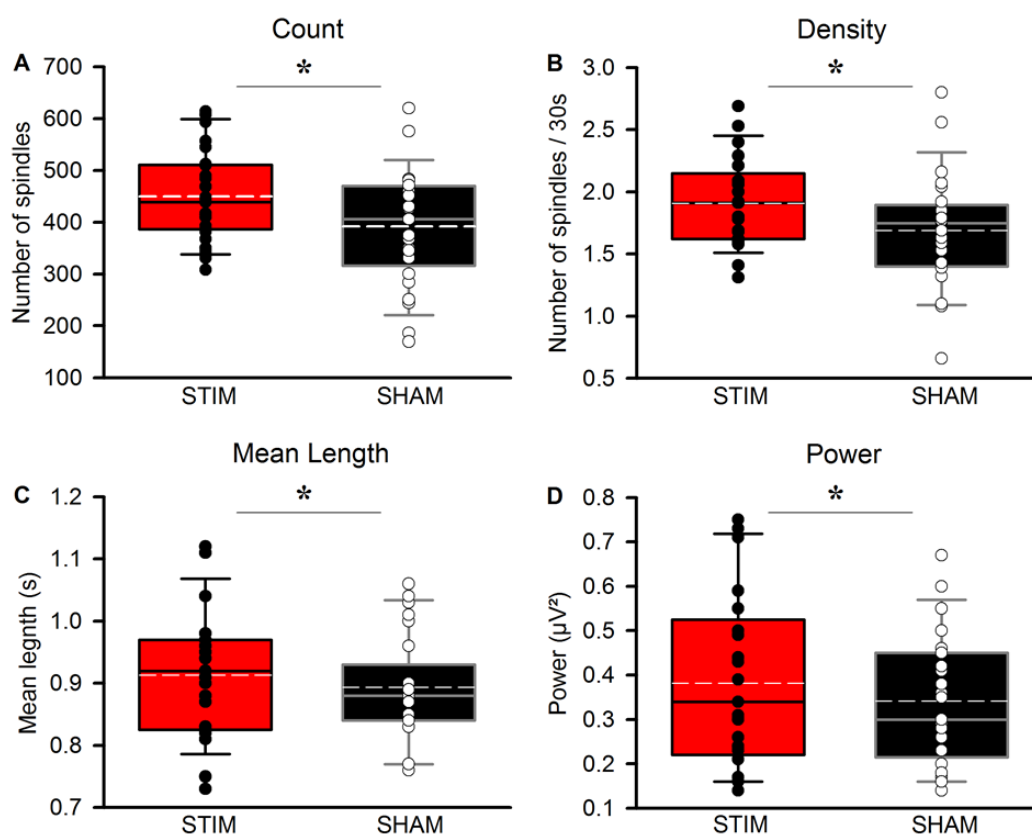 Count
A
*
700
600
500
400
300
200
100
Number of spindles
STIM SHAM
Density
B
*
3.0
2.5
2.0
1.5
1.0
0.5
Number of spindles / 30s
STIM SHAM
Mean Length
C
*
1.2
1.1
1.0
0.9
0.8
0.7
Mean legnth (s)
STIM SHAM
Power
D
*
0.8
0.7
0.6
0.5
0.4
0.3
0.2
0.1
Power (µV²)
STIM SHAM